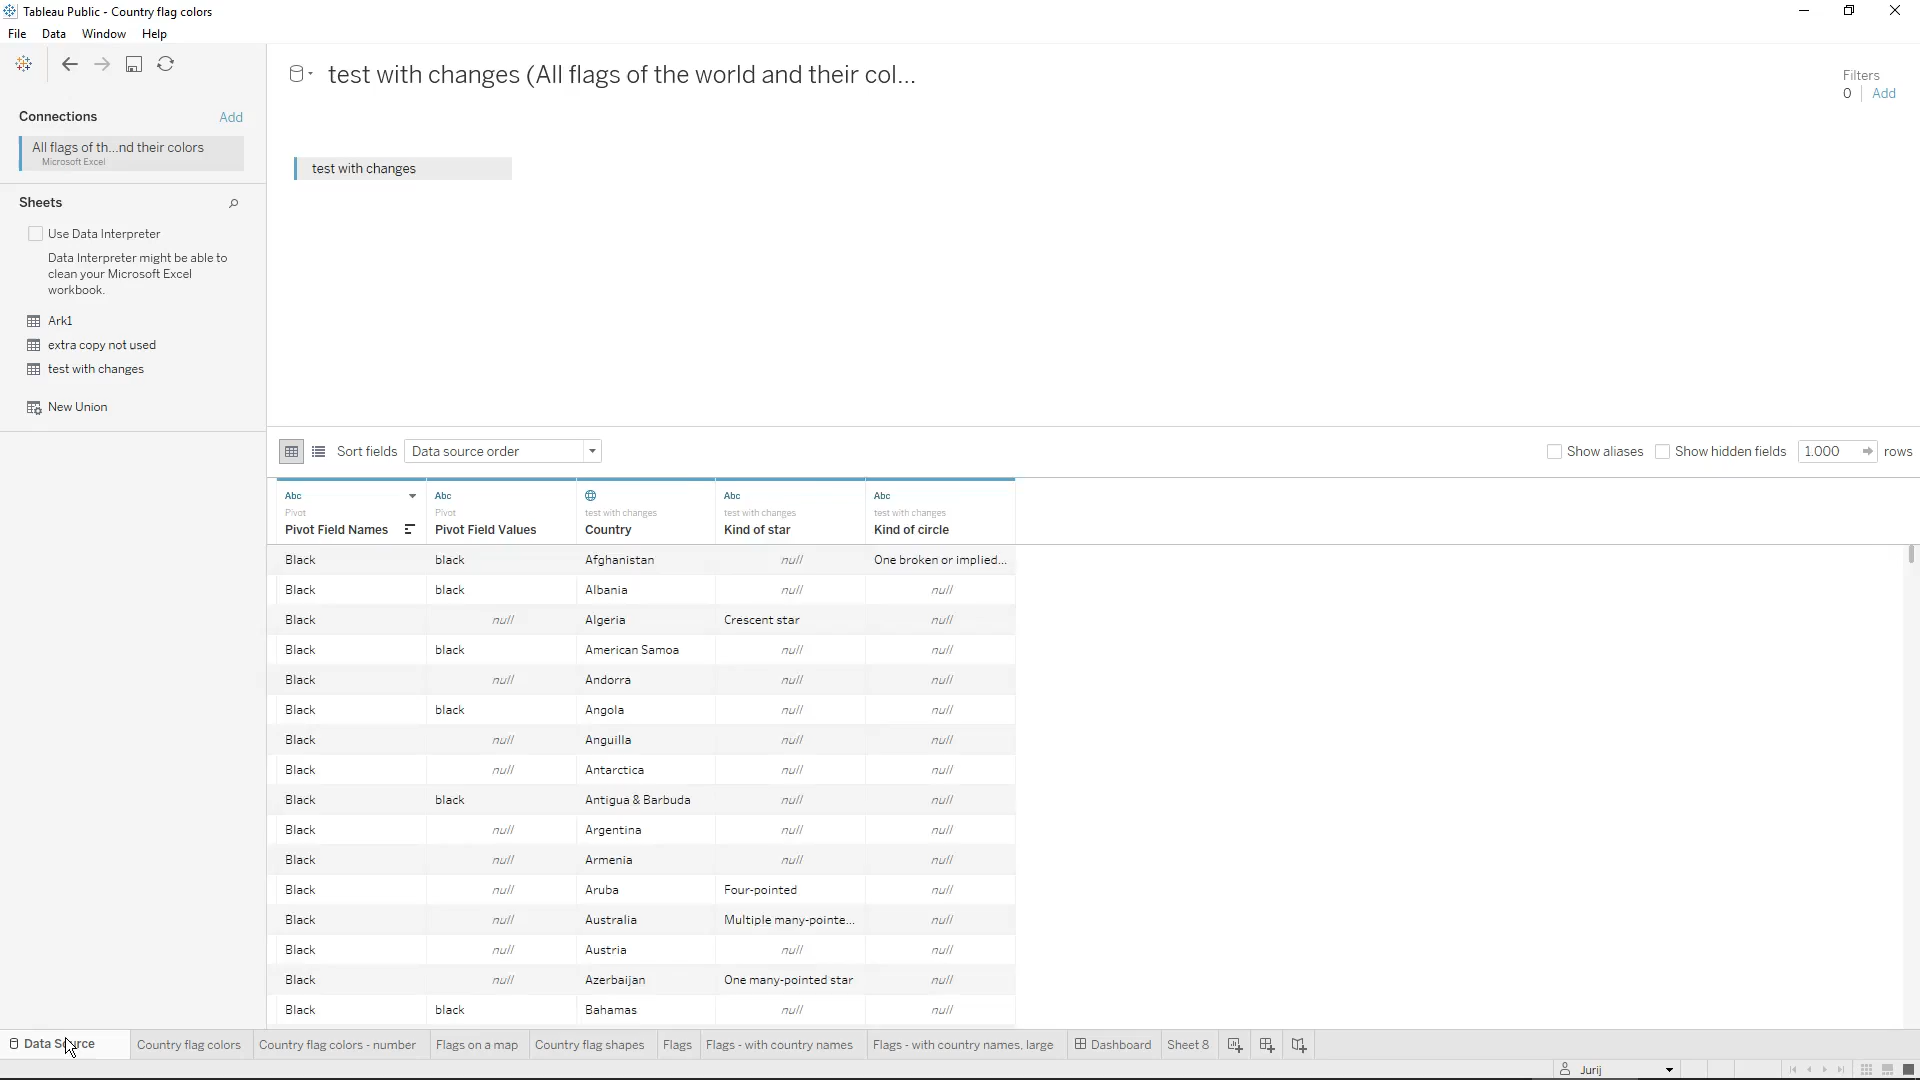 Tableau Public - Country flag colors
File Data Window Help
test with changes (All flags of the world and their col...
Filters
0 | Add
Connections Add
All flags of th...nd their colors
Microsoft Excel
test with changes
Sheets
Use Data Interpreter
Data Interpreter might be able to
clean your Microsoft Excel
workbook.
Ark1
extra copy not used
test with changes
New Union
Sort fields Data source order Show aliases Show hidden fields 1.000 rows
Abc Abc Abc Abc
Pivot Pivot test with changes test with changes test with changes
Pivot Field Names Pivot Field Values Country Kind of star Kind of circle
Black black Afghanistan null One broken or implied...
Black black Albania null null
Black null Algeria Crescent star null
Black black American Samoa null null
Black null Andorra null null
Black black Angola null null
Black null Anguilla null null
Black null Antarctica null null
Black black Antigua & Barbuda null null
Black null Argentina null null
Black null Armenia null null
Black null Aruba Four-pointed null
Black null Australia Multiple many-pointe... null
Black null Austria null null
Black null Azerbaijan One many-pointed star null
Black black Bahamas null null
Data Source Country flag colors Country flag colors - number Flags on a map Country flag shapes Flags Flags - with country names Flags - with country names, large Dashboard Sheet 8
Jurij